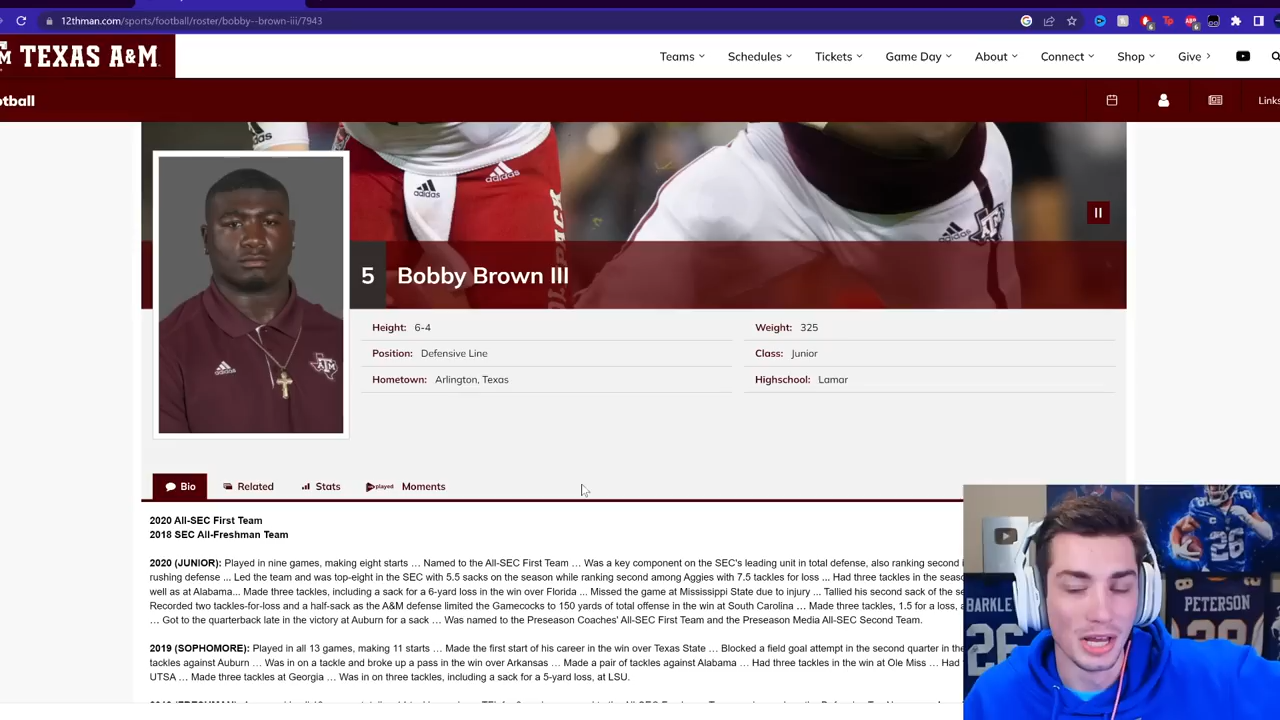 12thman.com/sports/football/roster/bobby--brown-iii/7943
TEXAS A&M
Teams Schedules Tickets Game Day About Connect Shop Give
otball
Links
adidas
adidas
5 Bobby Brown III
Height: 6-4
Weight: 325
Position: Defensive Line
Class: Junior
Hometown: Arlington, Texas
Highschool: Lamar
Bio Related Stats played Moments
2020 All-SEC First Team
2018 SEC All-Freshman Team
2020 (JUNIOR): Played in nine games, making eight starts … Named to the All-SEC First Team … Was a key component on the SEC's leading unit in total defense, also ranking second i
rushing defense ... Led the team and was top-eight in the SEC with 5.5 sacks on the season while ranking second among Aggies with 7.5 tackles for loss ... Had three tackles in the seas
well as at Alabama... Made three tackles, including a sack for a 6-yard loss in the win over Florida ... Missed the game at Mississippi State due to injury ... Tallied his second sack of the se
Recorded two tackles-for-loss and a half-sack as the A&M defense limited the Gamecocks to 150 yards of total offense in the win at South Carolina ... Made three tackles, 1.5 for a loss, a
... Got to the quarterback late in the victory at Auburn for a sack ... Was named to the Preseason Coaches' All-SEC First Team and the Preseason Media All-SEC Second Team.
2019 (SOPHOMORE): Played in all 13 games, making 11 starts … Made the first start of his career in the win over Texas State … Blocked a field goal attempt in the second quarter in the
tackles against Auburn … Was in on a tackle and broke up a pass in the win over Arkansas … Made a pair of tackles against Alabama … Had three tackles in the win at Ole Miss … Had
UTSA … Made three tackles at Georgia … Was in on three tackles, including a sack for a 5-yard loss, at LSU.
BARKLEY
26
26
PETERSON